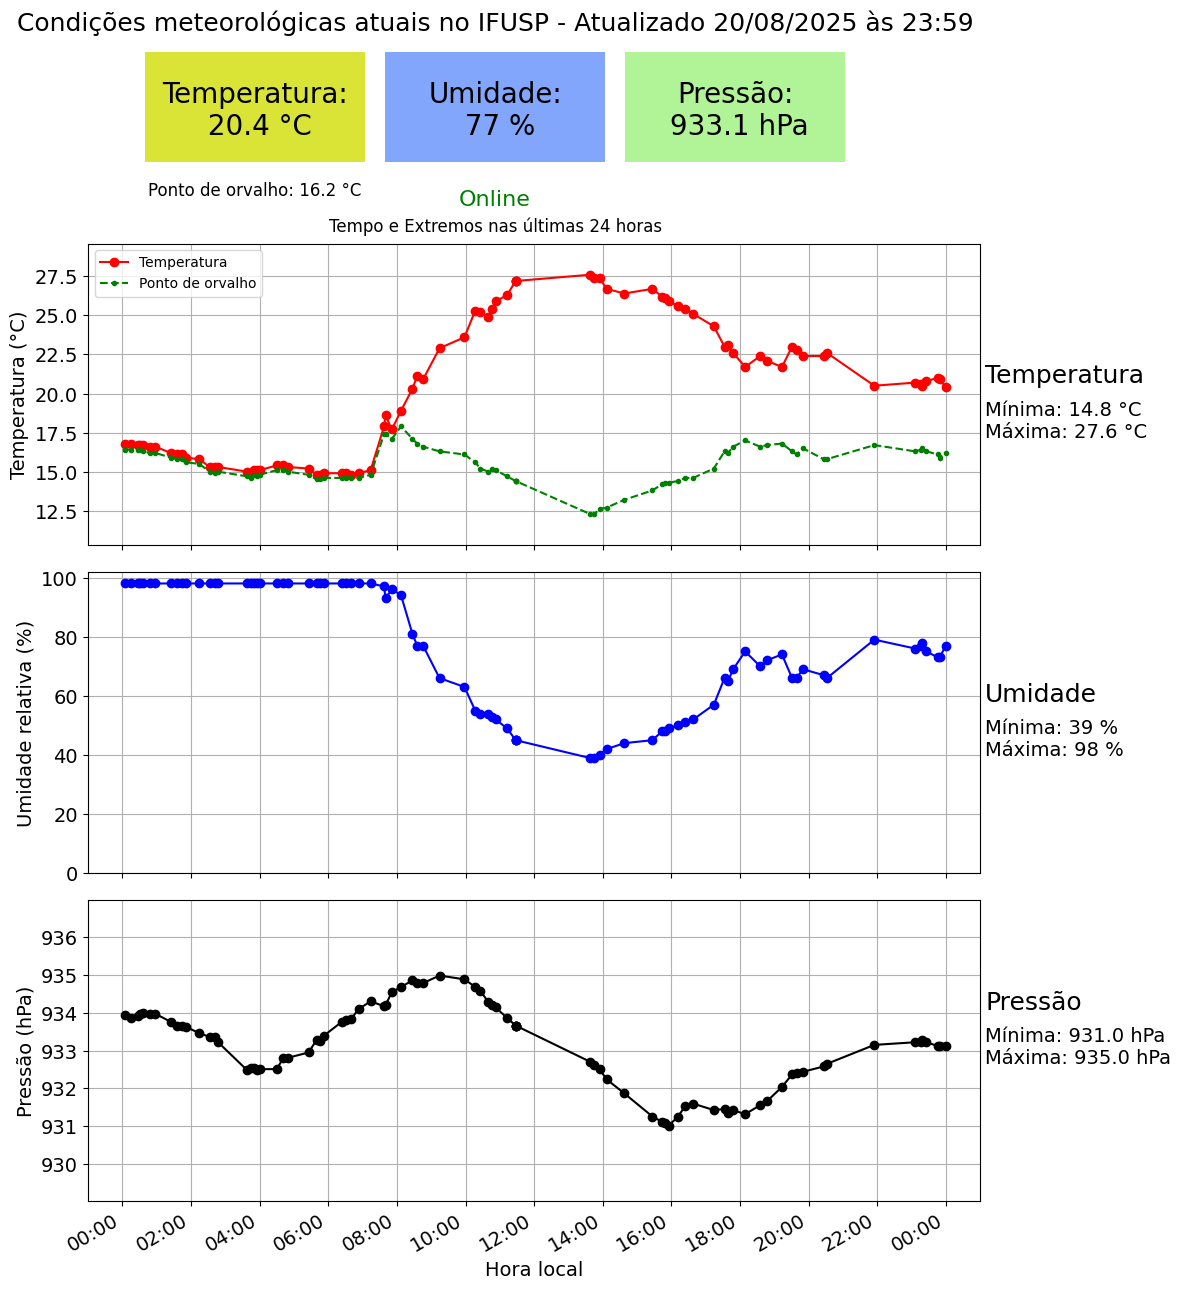 Condições meteorológicas atuais no IFUSP - Atualizado 20/08/2025 às 23:59
Temperatura:
20.4 °C
Umidade:
77 %
Pressão:
933.1 hPa
Ponto de orvalho: 16.2 °C
Online
Tempo e Extremos nas últimas 24 horas
Temperatura
Ponto de orvalho
Temperatura (°C)
27.5
25.0
22.5
20.0
17.5
15.0
12.5
Temperatura
Mínima: 14.8 °C
Máxima: 27.6 °C
Umidade relativa (%)
100
80
60
40
20
0
Umidade
Mínima: 39 %
Máxima: 98 %
Pressão (hPa)
936
935
934
933
932
931
930
Pressão
Mínima: 931.0 hPa
Máxima: 935.0 hPa
00:00 02:00 04:00 06:00 08:00 10:00 12:00 14:00 16:00 18:00 20:00 22:00 00:00
Hora local